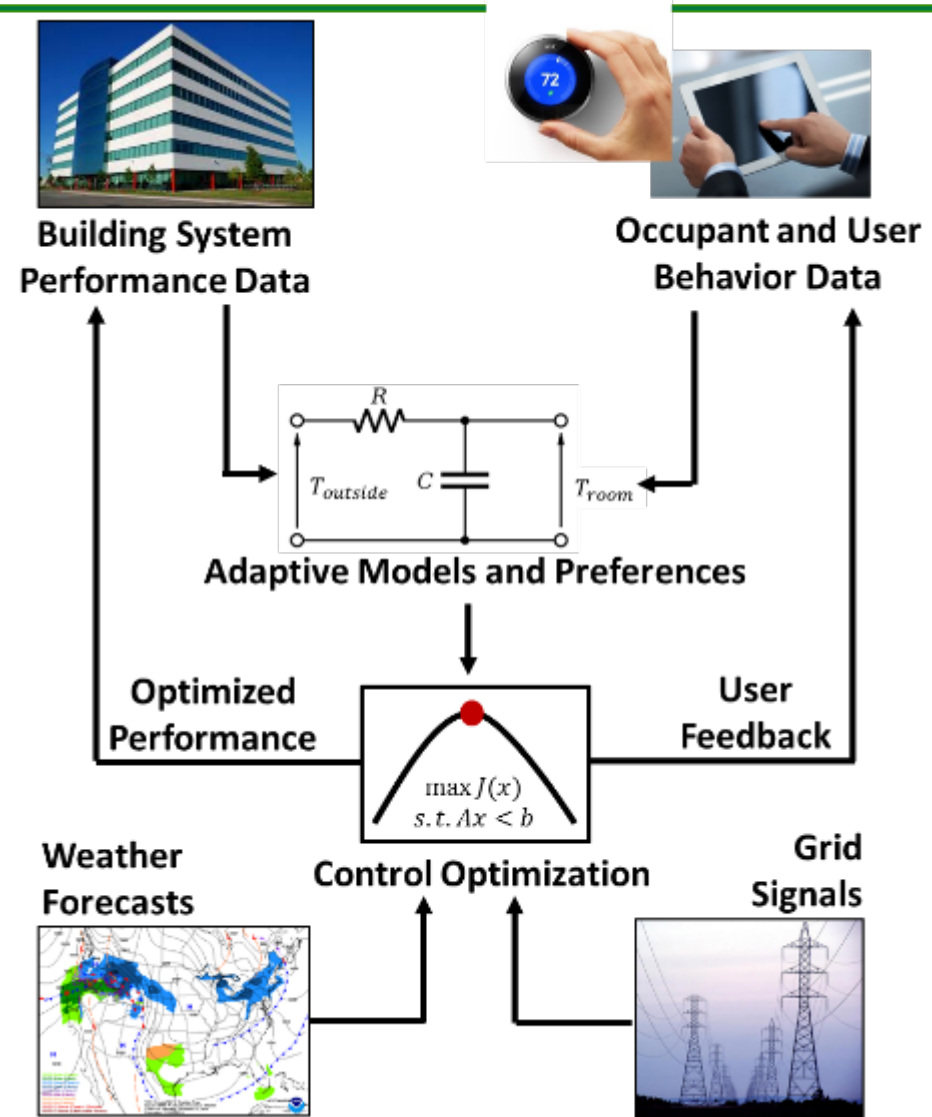 72
Building System
Performance Data
Occupant and User
Behavior Data
R
T_outside
C
T_room
Adaptive Models and Preferences
Optimized
Performance
User
Feedback
max J(x)
s.t. Ax < b
Control Optimization
Weather
Forecasts
Grid
Signals
H
H
H